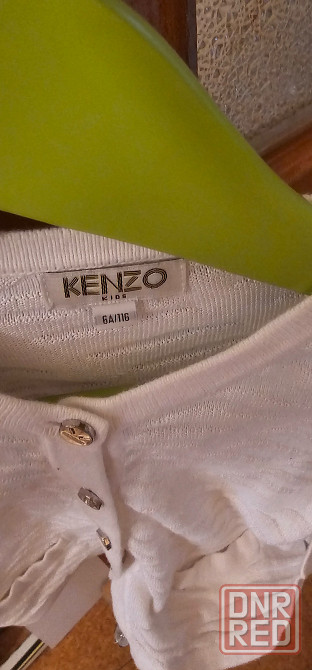 KENZO
KIDS
6A/116
DNR
RED